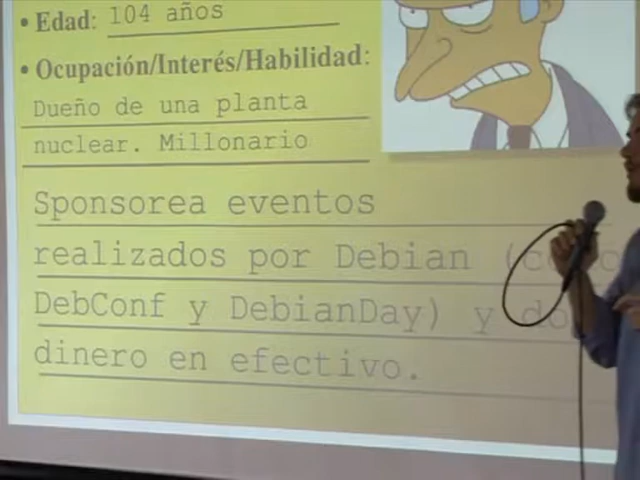 • Edad: 104 años
• Ocupación/Interés/Habilidad:
Dueño de una planta
nuclear. Millonario
Sponsorea eventos
realizados por Debian (
DebConf y DebianDay) y
dinero en efectivo.